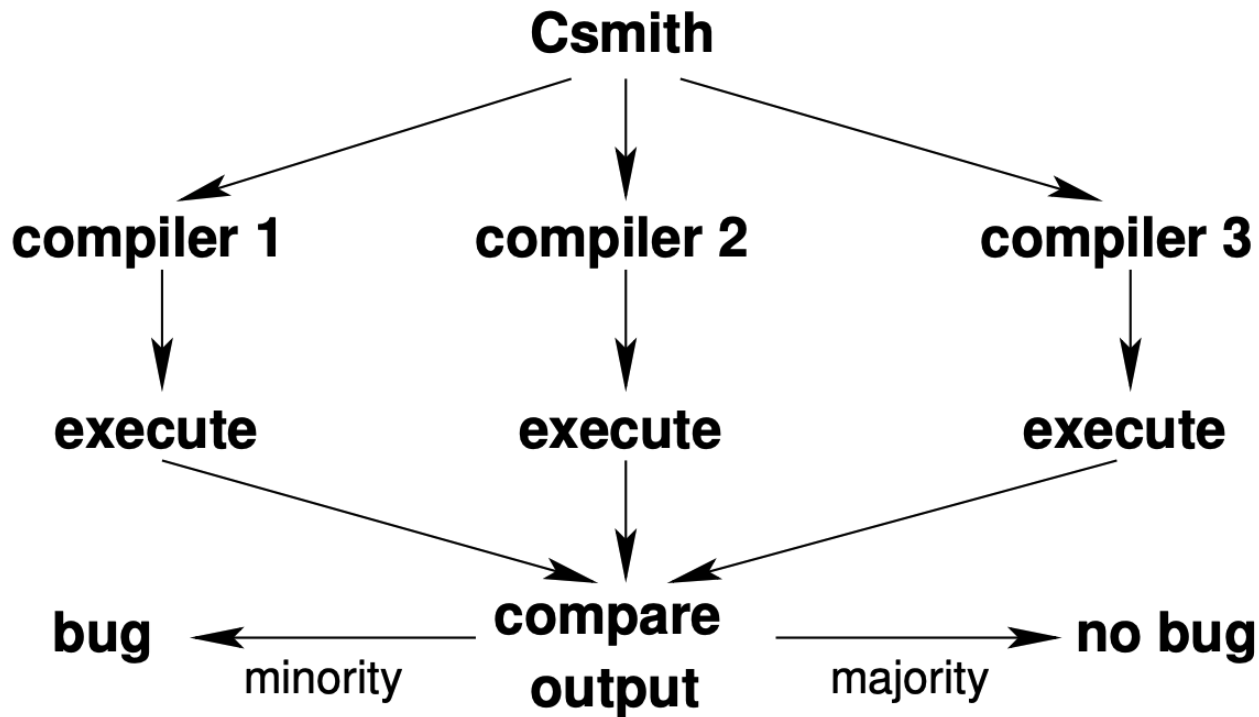 Csmith
compiler 1
compiler 2
compiler 3
execute
execute
execute
compare
output
bug
minority
majority
no bug